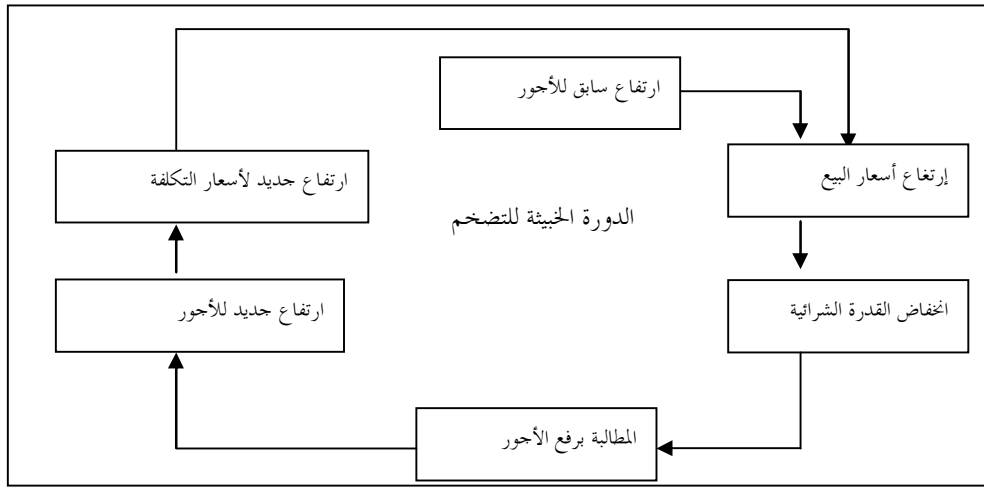 ارتفاع سابق للأجور
إرتغاع أسعار البيع
ارتفاع جديد لأسعار التكلفة
الدورة الخبيثة للتضخم
انخفاض القدرة الشرائية
ارتفاع جديد للأجور
المطالبة برفع الأجور